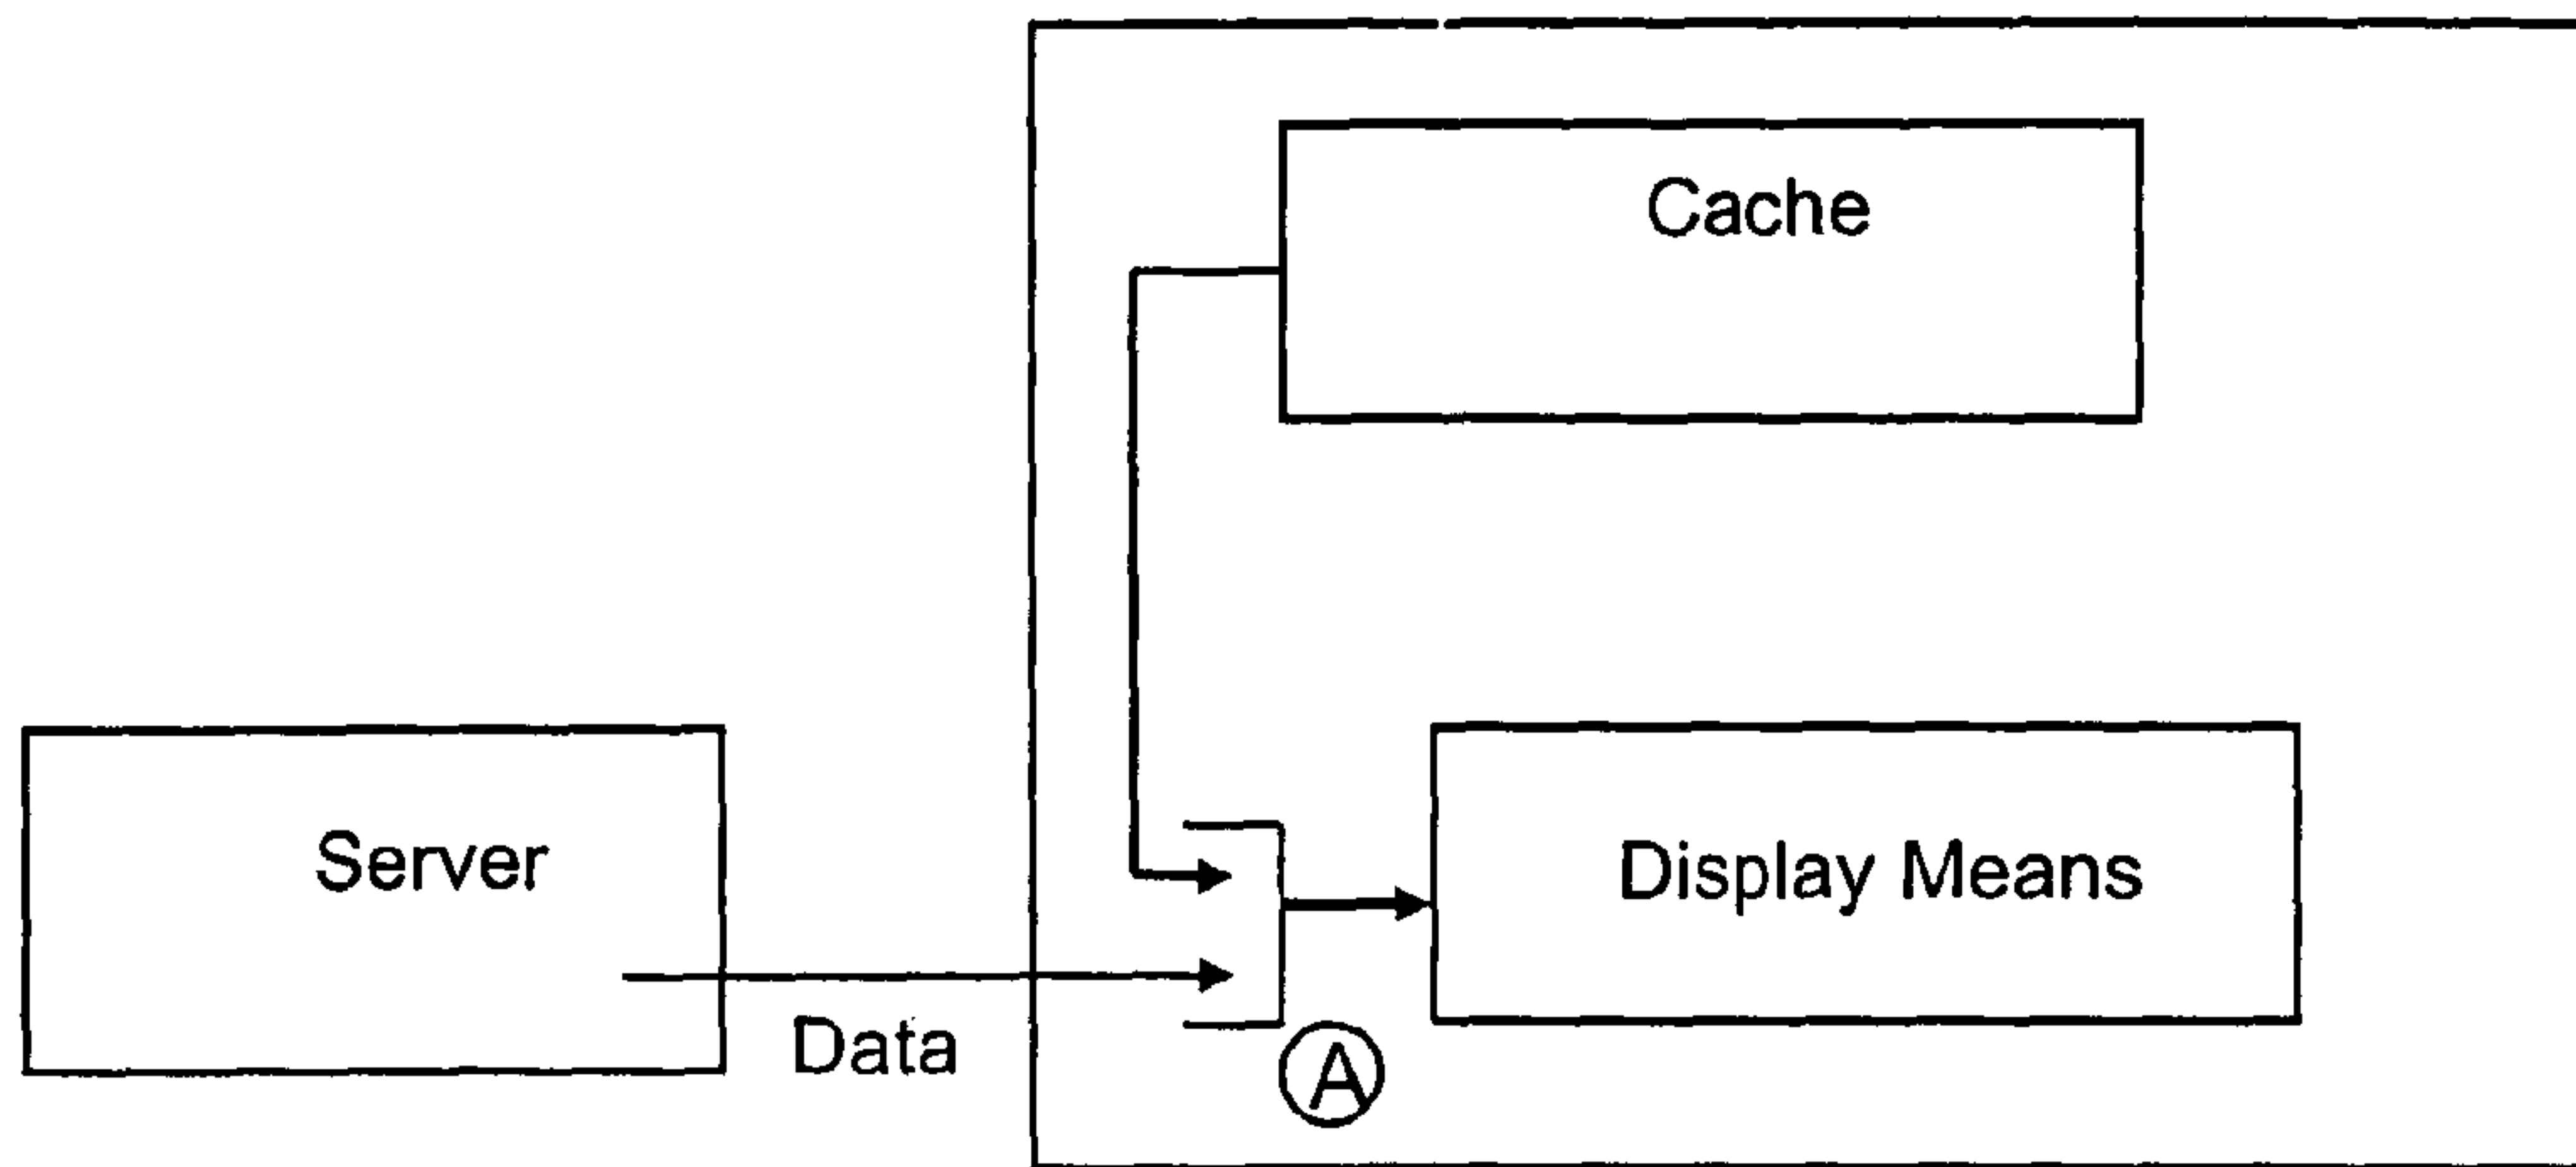 Cache
Server
Display Means
Data
A